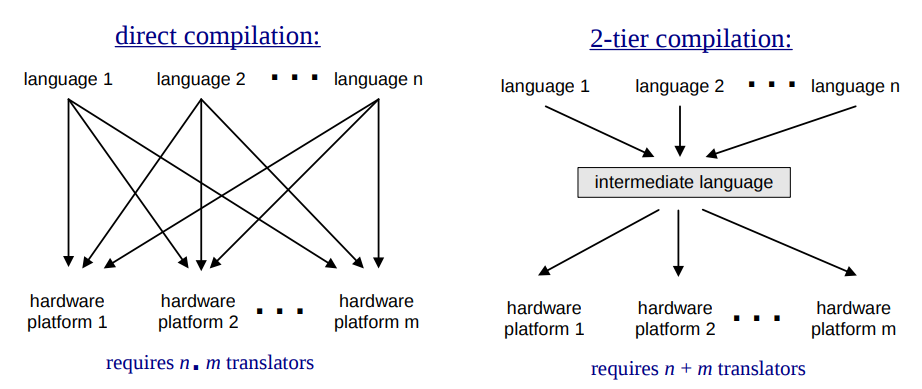 direct compilation:
language 1 language 2 . . . language n
hardware platform 1
hardware platform 2
. . .
hardware platform m
requires n . m translators
2-tier compilation:
language 1 language 2 . . . language n
intermediate language
hardware platform 1
hardware platform 2
. . .
hardware platform m
requires n + m translators